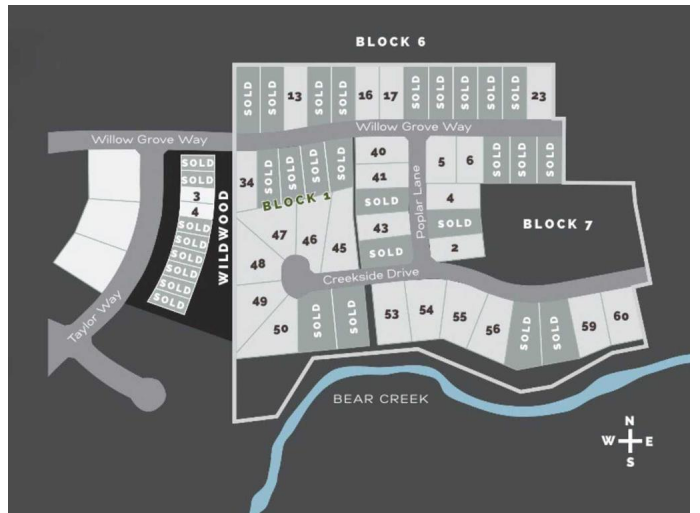 BLOCK 6
SOLD SOLD 13 SOLD SOLD 16 17 SOLD SOLD SOLD SOLD SOLD 23
Willow Grove Way
Willow Grove Way
SOLD
SOLD
3
4
SOLD
SOLD
SOLD
SOLD
SOLD
SOLD
WILDWOOD
Taylor Way
34 SOLD SOLD SOLD SOLD
BLOCK 1
47 46 45
48
49
50 SOLD SOLD
40
41
SOLD
43
SOLD
Poplar Lane
5 6 SOLD SOLD SOLD
4
SOLD
2
BLOCK 7
Creekside Drive
53 54 55 56 SOLD SOLD 59 60
BEAR CREEK
N
W E
S